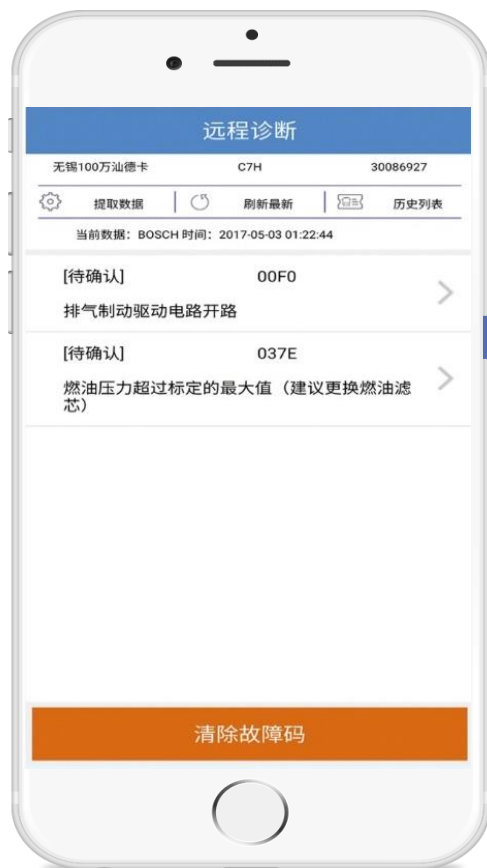 远程诊断
无锡100万汕德卡 C7H 30086927
提取数据 刷新最新 历史列表
当前数据：BOSCH 时间：2017-05-03 01:22:44
[待确认] 00F0
排气制动驱动电路开路
[待确认] 037E
燃油压力超过标定的最大值（建议更换燃油滤
芯）
清除故障码